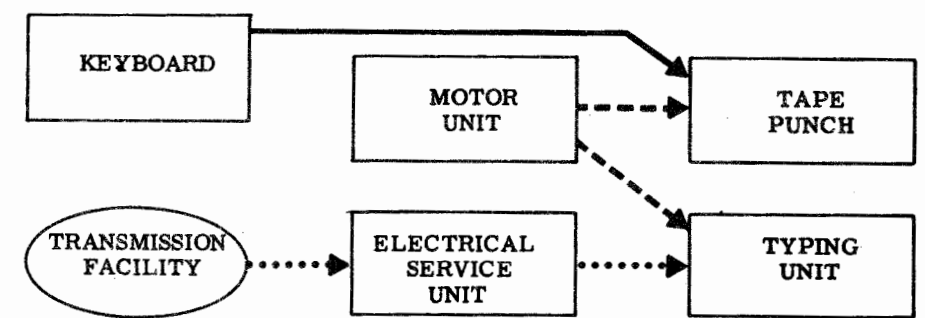 KEYBOARD
MOTOR
UNIT
TAPE
PUNCH
TRANSMISSION
FACILITY
ELECTRICAL
SERVICE
UNIT
TYPING
UNIT